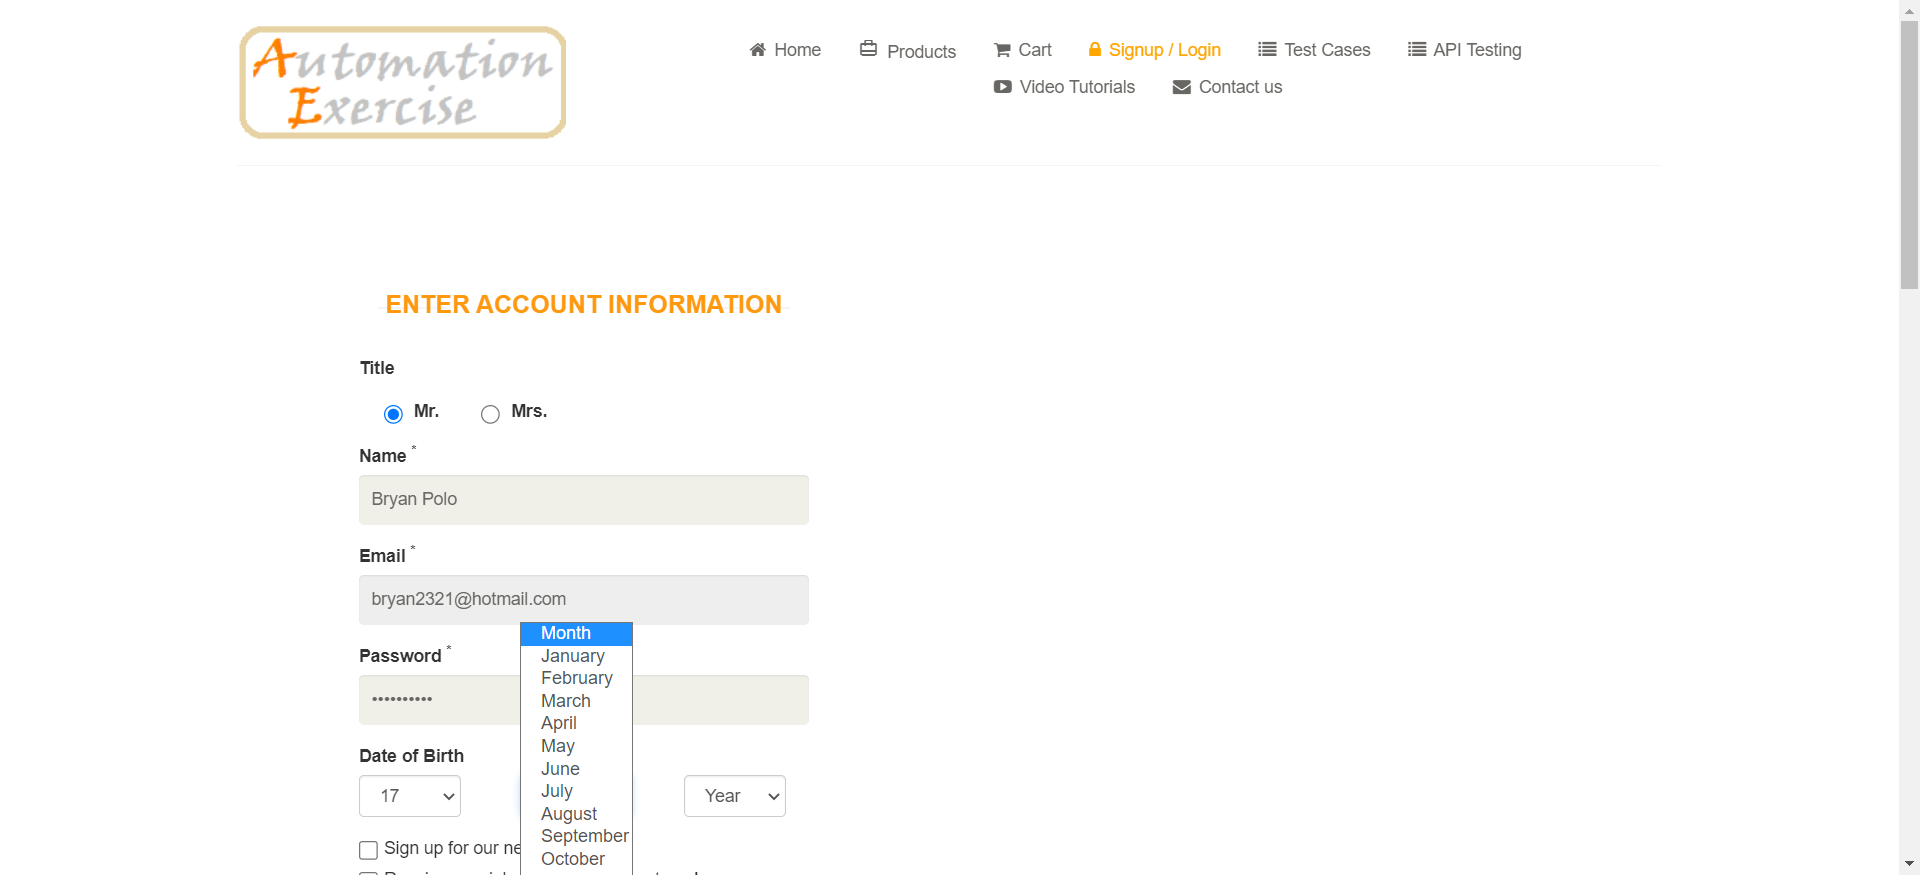 Automation
Exercise
Home
Products
Cart
Signup / Login
Test Cases
API Testing
Video Tutorials
Contact us
ENTER ACCOUNT INFORMATION
Title
Mr.
Mrs.
Name *
Bryan Polo
Email *
bryan2321@hotmail.com
Password *
••••••••••
Date of Birth
17
Month
January
February
March
April
May
June
July
August
September
October
Year
Sign up for our ne